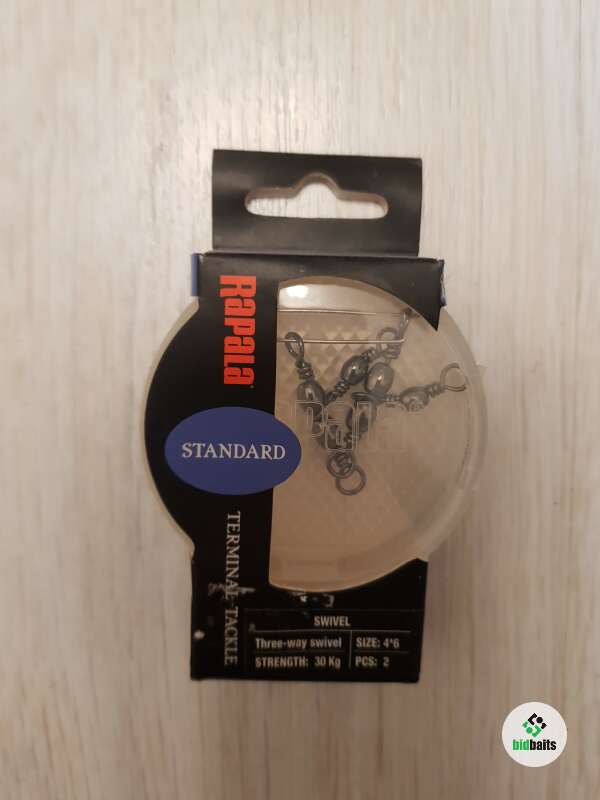 RAPALA
STANDARD
TERMINAL TACKLE
SWIVEL
Three-way swivel
SIZE: 4*6
STRENGTH: 30 Kg
PCS: 2
bidbaits